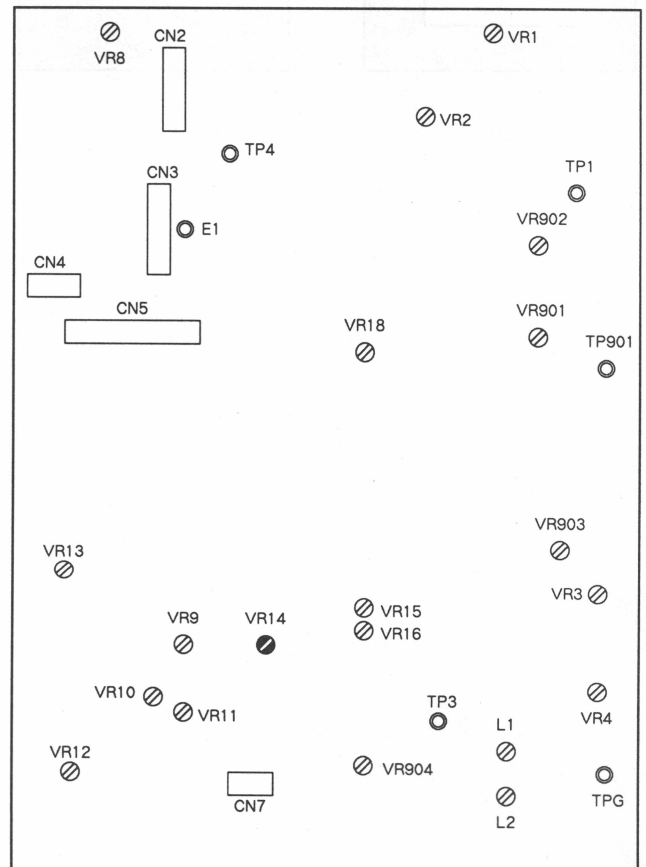 VR8
CN2
VR1
VR2
TP4
TP1
CN3
E1
VR902
CN4
CN5
VR18
VR901
TP901
VR903
VR13
VR3
VR15
VR9
VR14
VR16
VR10
VR11
TP3
VR4
L1
VR12
VR904
CN7
TPG
L2